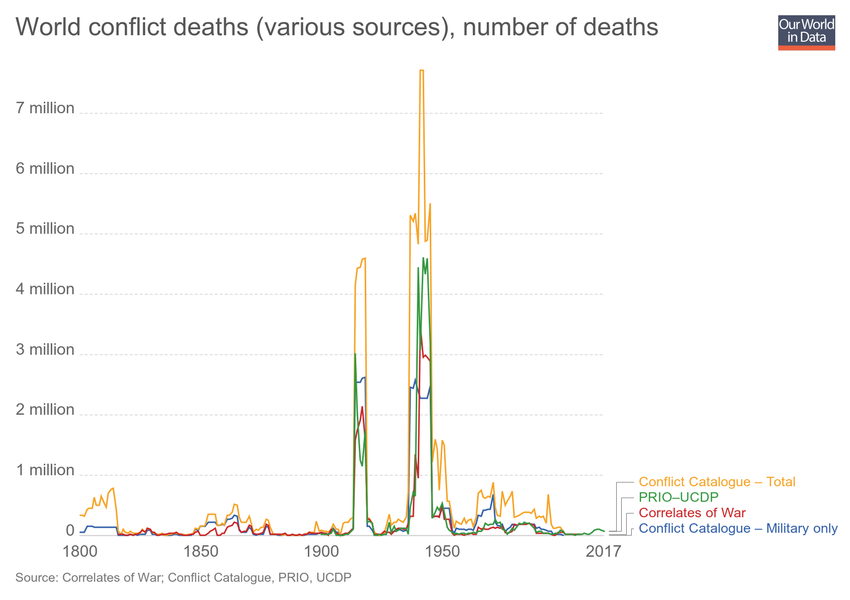 World conflict deaths (various sources), number of deaths
Our World
in Data
7 million
6 million
5 million
4 million
3 million
2 million
1 million
0
1800
1850
1900
1950
2017
Conflict Catalogue – Total
PRIO–UCDP
Correlates of War
Conflict Catalogue – Military only
Source: Correlates of War; Conflict Catalogue, PRIO, UCDP